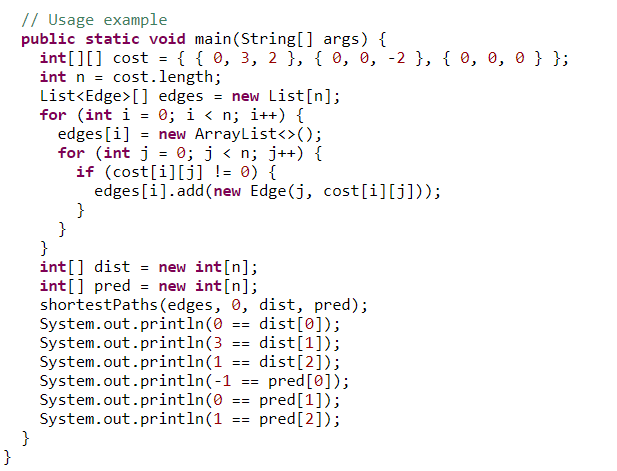 // Usage example
public static void main(String[] args) {
int[][] cost = { { 0, 3, 2 }, { 0, 0, -2 }, { 0, 0, 0 } };
int n = cost.length;
List<Edge>[] edges = new List[n];
for (int i = 0; i < n; i++) {
edges[i] = new ArrayList<>();
for (int j = 0; j < n; j++) {
if (cost[i][j] != 0) {
edges[i].add(new Edge(j, cost[i][j]));
}
}
}
int[] dist = new int[n];
int[] pred = new int[n];
shortestPaths(edges, 0, dist, pred);
System.out.println(0 == dist[0]);
System.out.println(3 == dist[1]);
System.out.println(1 == dist[2]);
System.out.println(-1 == pred[0]);
System.out.println(0 == pred[1]);
System.out.println(1 == pred[2]);
}
}